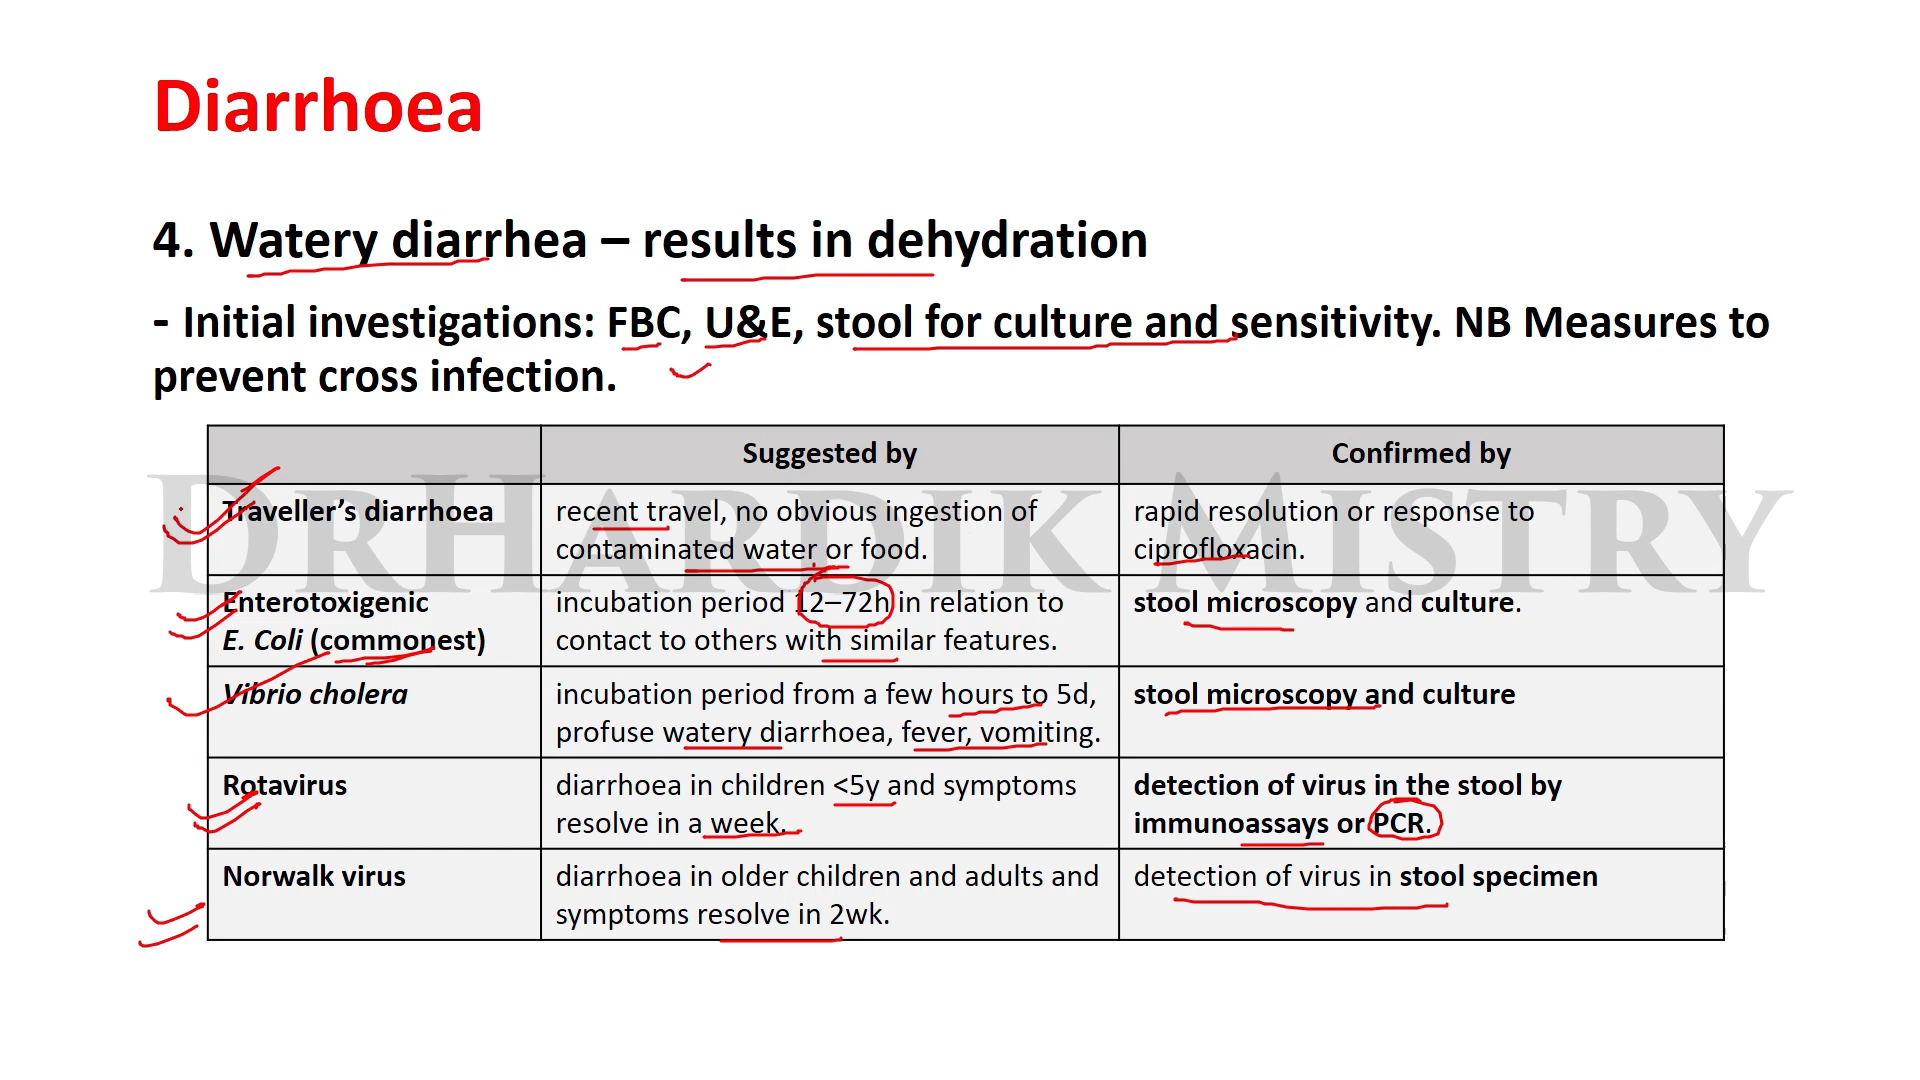 Diarrhoea
4. Watery diarrhea – results in dehydration
- Initial investigations: FBC, U&E, stool for culture and sensitivity. NB Measures to
prevent cross infection.
Suggested by
Confirmed by
DrHardik Mistry
Traveller’s diarrhoea
recent travel, no obvious ingestion of
contaminated water or food.
rapid resolution or response to
ciprofloxacin.
Enterotoxigenic
E. Coli (commonest)
incubation period 12–72h in relation to
contact to others with similar features.
stool microscopy and culture.
Vibrio cholera
incubation period from a few hours to 5d,
profuse watery diarrhoea, fever, vomiting.
stool microscopy and culture
Rotavirus
diarrhoea in children <5y and symptoms
resolve in a week.
detection of virus in the stool by
immunoassays or PCR.
Norwalk virus
diarrhoea in older children and adults and
symptoms resolve in 2wk.
detection of virus in stool specimen